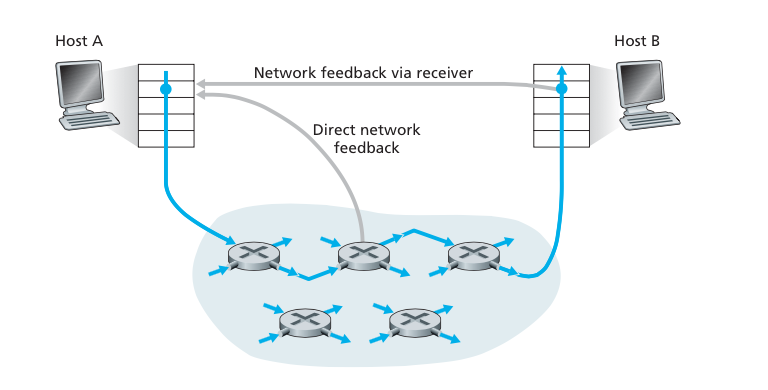 Host A
Host B
Network feedback via receiver
Direct network
feedback